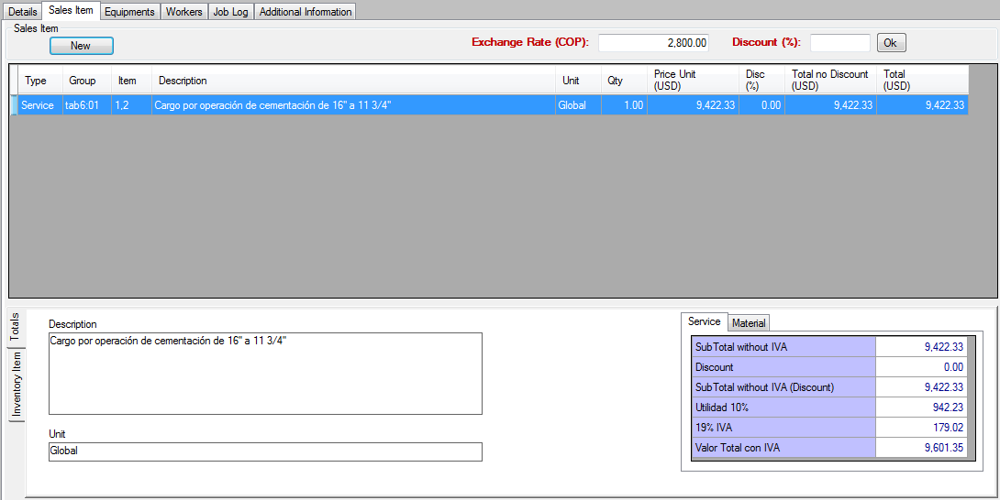 Details Sales Item Equipments Workers Job Log Additional Information
Sales Item
New Exchange Rate (COP): 2,800.00 Discount (%): Ok
Type Group Item Description Unit Qty Price Unit (USD) Disc (%) Total no Discount (USD) Total (USD)
Service tab6:01 1,2 Cargo por operación de cementación de 16" a 11 3/4" Global 1.00 9,422.33 0.00 9,422.33 9,422.33
Totals
Inventory Item
Description
Cargo por operación de cementación de 16" a 11 3/4"
Unit
Global
Service Material
SubTotal without IVA 9,422.33
Discount 0.00
SubTotal without IVA (Discount) 9,422.33
Utilidad 10% 942.23
19% IVA 179.02
Valor Total con IVA 9,601.35